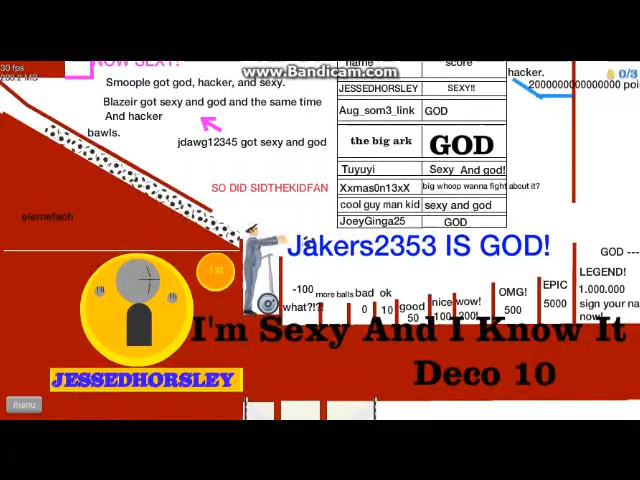 30 fps
www.Bandicam.com
NOW SEXY!
name score
hacker.
0/3
Smoople got god, hacker, and sexy.
JESSEDHORSLEY SEXY!!
Blazeir got sexy and god and the same time
And hacker
Aug_som3_link GOD
bawls.
jdawg12345 got sexy and god
the big ark GOD
Tuyuyi Sexy And god!
SO DID SIDTHEKIDFAN
Xxmas0n13xX big whoop wanna fight about it?
cool guy man kid sexy and god
elemefaoh
JoeyGinga25 GOD
Jakers2353 IS GOD!
GOD ---
1st
LEGEND!
-100 more balls bad ok good nice wow! OMG! EPIC 1.000.000
what?!?! 0 10 50 100 200! 500 5000 sign your na
now!
I'm Sexy And I Know It
JESSEDHORSLEY
Deco 10
menu